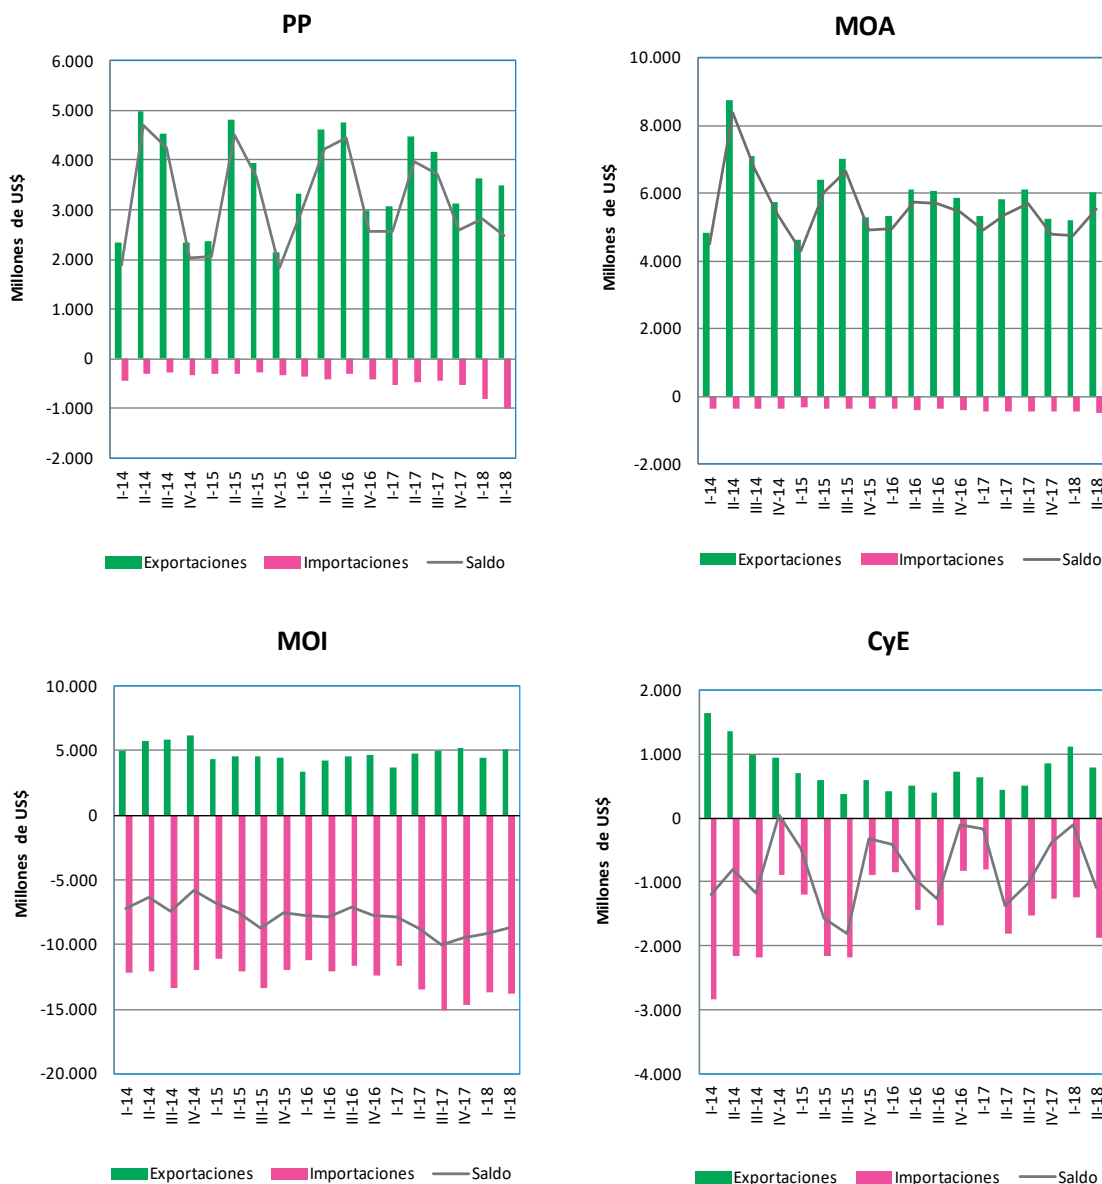 PP
6.000
5.000
4.000
3.000
2.000
1.000
0
-1.000
-2.000
Millones de US$
I-14
II-14
III-14
IV-14
I-15
II-15
III-15
IV-15
I-16
II-16
III-16
IV-16
I-17
II-17
III-17
IV-17
I-18
II-18
Exportaciones Importaciones Saldo
MOA
10.000
8.000
6.000
4.000
2.000
0
-2.000
Millones de US$
I-14
II-14
III-14
IV-14
I-15
II-15
III-15
IV-15
I-16
II-16
III-16
IV-16
I-17
II-17
III-17
IV-17
I-18
II-18
Exportaciones Importaciones Saldo
MOI
10.000
5.000
0
-5.000
-10.000
-15.000
-20.000
Millones de US$
I-14
II-14
III-14
IV-14
I-15
II-15
III-15
IV-15
I-16
II-16
III-16
IV-16
I-17
II-17
III-17
IV-17
I-18
II-18
Exportaciones Importaciones Saldo
CyE
2.000
1.000
0
-1.000
-2.000
-3.000
-4.000
Millones de US$
I-14
II-14
III-14
IV-14
I-15
II-15
III-15
IV-15
I-16
II-16
III-16
IV-16
I-17
II-17
III-17
IV-17
I-18
II-18
Exportaciones Importaciones Saldo